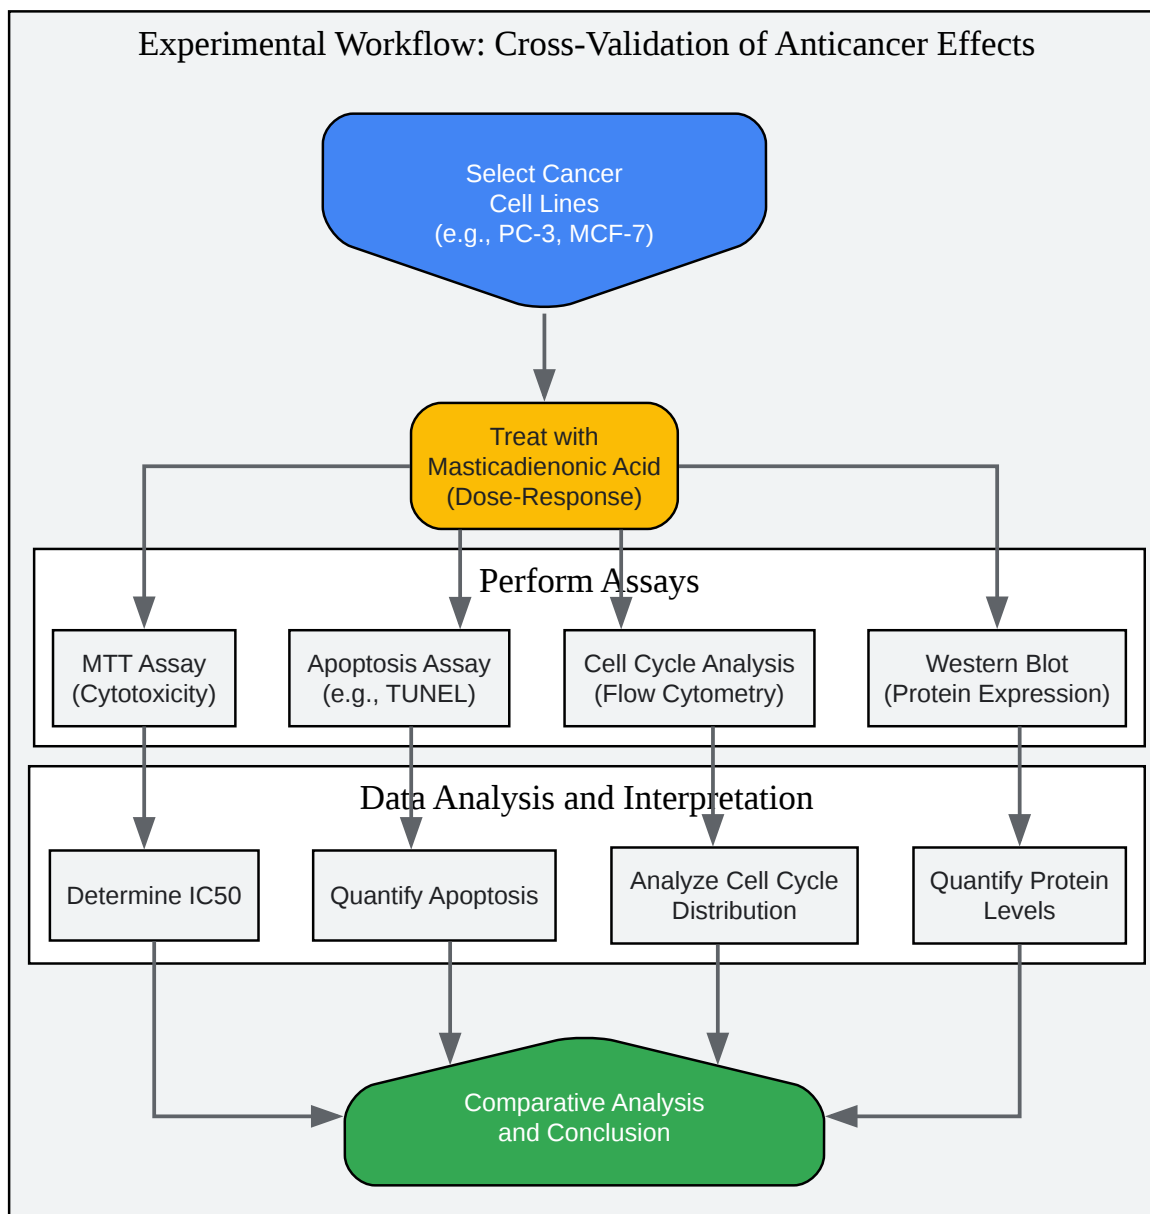 Experimental Workflow: Cross-Validation of Anticancer Effects
Select Cancer
Cell Lines
(e.g., PC-3, MCF-7)
Treat with
Masticadienonic Acid
(Dose-Response)
Perform Assays
MTT Assay
(Cytotoxicity)
Apoptosis Assay
(e.g., TUNEL)
Cell Cycle Analysis
(Flow Cytometry)
Western Blot
(Protein Expression)
Data Analysis and Interpretation
Determine IC50
Quantify Apoptosis
Analyze Cell Cycle
Distribution
Quantify Protein
Levels
Comparative Analysis
and Conclusion